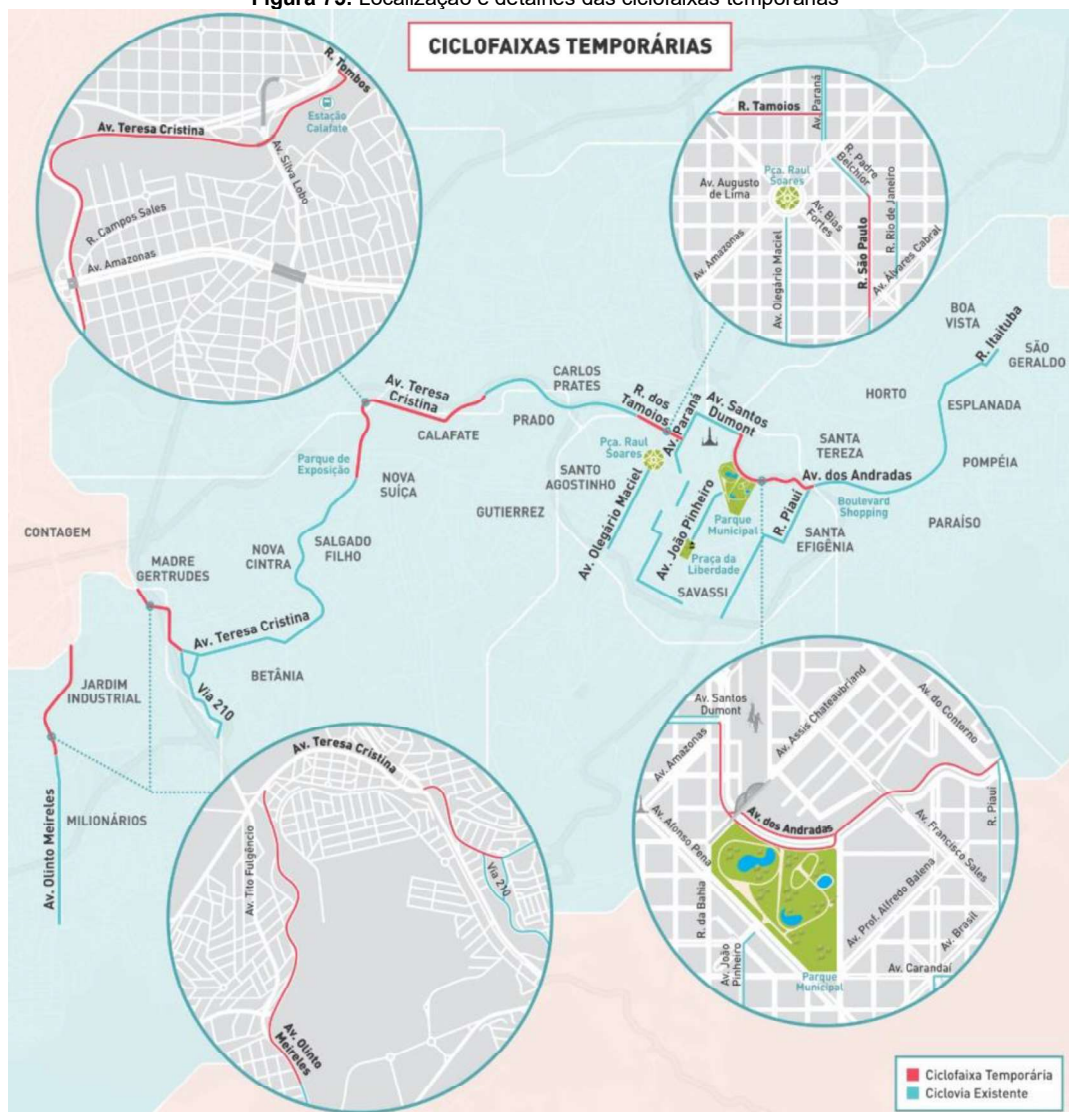 Figura 75. Localização e detalhes das ciclofaixas temporárias
CICLOFAIXAS TEMPORÁRIAS
R. Tombos
Estação
Calafate
Av. Teresa Cristina
Av. Silva Lobo
R. Campos Sales
Av. Amazonas
R. Tamoios
Av. Paraná
R. Padre
Belchior
Pca. Raul
Soares
Av. Augusto
de Lima
Av. Bias
Fortes
R. Rio de Janeiro
Av. Amazonas
Av. Olegário Maciel
R. São Paulo
Av. Álvares Cabral
BOA
VISTA
R. Itaituba
SÃO
GERALDO
HORTO
ESPLANADA
CARLOS
PRATES
Av. Teresa
Cristina
R. dos
Tamoios
Av. Paraná
Av. Santos
Dumont
PRADO
CALAFATE
Pca. Raul
Soares
SANTA
TEREZA
POMPÉIA
Parque de
Exposição
NOVA
SUÍÇA
SANTO
AGOSTINHO
Av. dos Andradas
Boulevard
Shopping
GUTIERREZ
Av. Olegário Maciel
Av. João Pinheiro
Parque
Municipal
R. Piauí
PARAÍSO
CONTAGEM
SALGADO
FILHO
NOVA
CINTRA
SANTA
EFIGÊNIA
Praça da
Liberdade
MADRE
GERTRUDES
SAVASSI
Av. Teresa Cristina
BETÂNIA
JARDIM
INDUSTRIAL
Via 210
MILIONÁRIOS
Av. Olinto Meireles
Av. Teresa Cristina
Av. Tito Fulgêncio
Via 210
Av. Olinto
Meireles
Av. Santos
Dumont
Av. Assis Chateaubriand
Av. do Contorno
Av. Amazonas
Av. dos Andradas
R. Piauí
Av. Afonso Pena
Av. Francisco Sales
R. da Bahia
Av. Prof. Alfredo Balena
Av. Brasil
Av. João
Pinheiro
Parque
Municipal
Av. Carandaí
Ciclofaixa Temporária
Ciclovia Existente